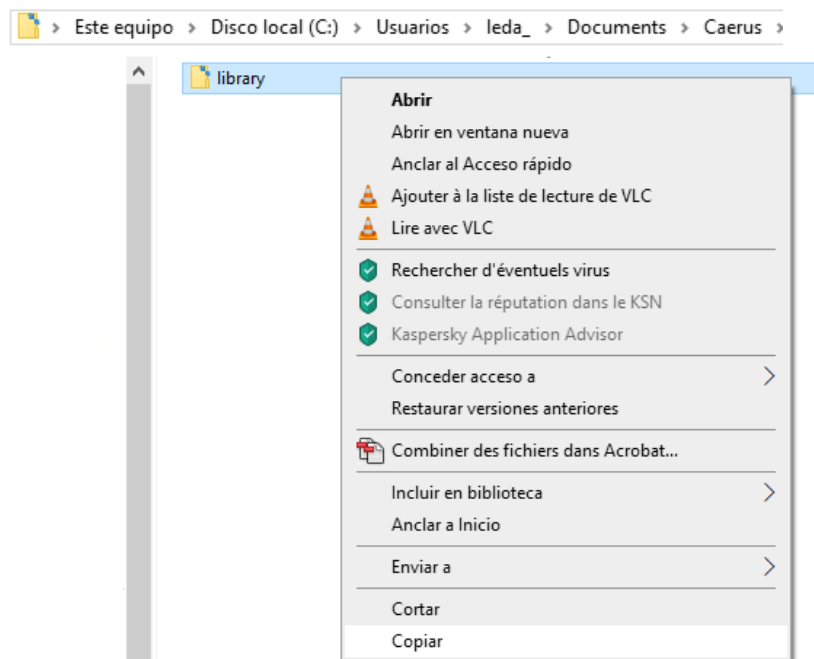 Este equipo > Disco local (C:) > Usuarios > leda_ > Documents > Caerus >
library
Abrir
Abrir en ventana nueva
Anclar al Acceso rápido
Ajouter à la liste de lecture de VLC
Lire avec VLC
Rechercher d'éventuels virus
Consulter la réputation dans le KSN
Kaspersky Application Advisor
Conceder acceso a
Restaurar versiones anteriores
Combiner des fichiers dans Acrobat...
Incluir en biblioteca
Anclar a Inicio
Enviar a
Cortar
Copiar